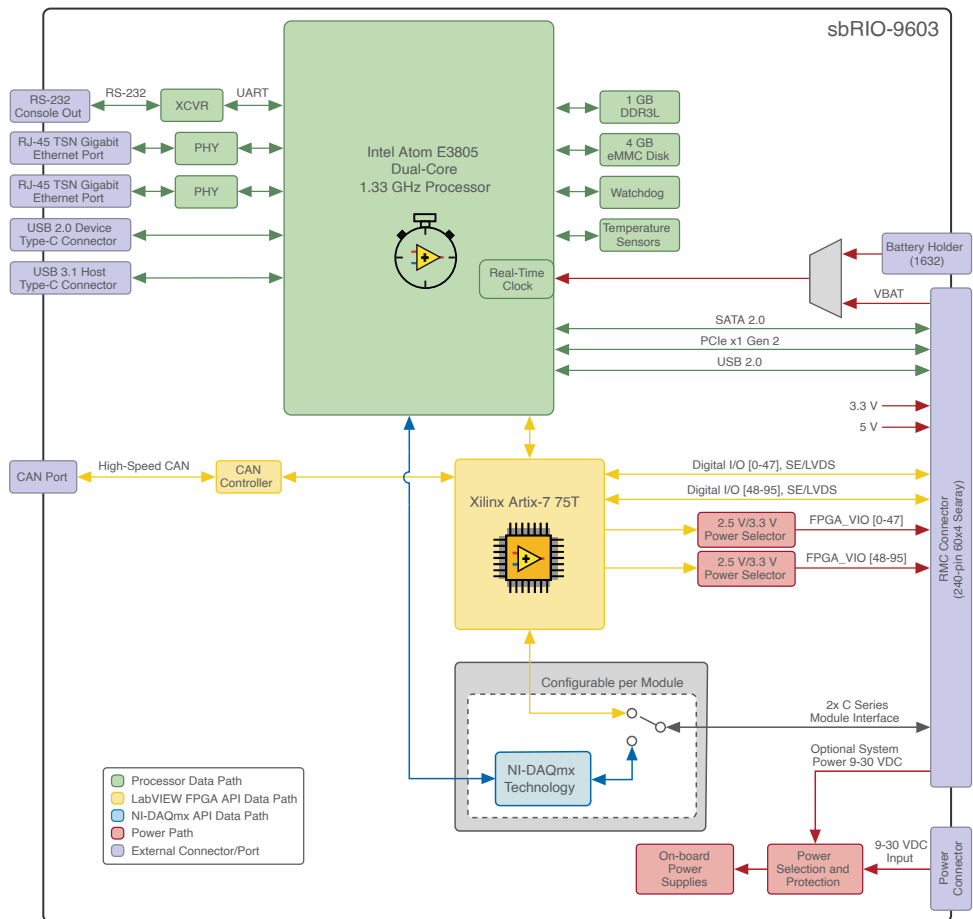 sbRIO-9603
RS-232
Console Out
RS-232
XCVR
UART
RJ-45 TSN Gigabit
Ethernet Port
PHY
RJ-45 TSN Gigabit
Ethernet Port
PHY
USB 2.0 Device
Type-C Connector
USB 3.1 Host
Type-C Connector
Intel Atom E3805
Dual-Core
1.33 GHz Processor
Real-Time
Clock
1 GB
DDR3L
4 GB
eMMC Disk
Watchdog
Temperature
Sensors
Battery Holder
(1632)
VBAT
SATA 2.0
PCIe x1 Gen 2
USB 2.0
3.3 V
5 V
RMC Connector
(240-pin 60x4 Searay)
CAN Port
High-Speed CAN
CAN
Controller
Xilinx Artix-7 75T
Digital I/O [0-47], SE/LVDS
Digital I/O [48-95], SE/LVDS
2.5 V/3.3 V
Power Selector
FPGA_VIO [0-47]
2.5 V/3.3 V
Power Selector
FPGA_VIO [48-95]
Configurable per Module
NI-DAQmx
Technology
2x C Series
Module Interface
Optional System
Power 9-30 VDC
9-30 VDC
Input
Power
Connector
Power
Selection and
Protection
On-board
Power
Supplies
Processor Data Path
LabVIEW FPGA API Data Path
NI-DAQmx API Data Path
Power Path
External Connector/Port